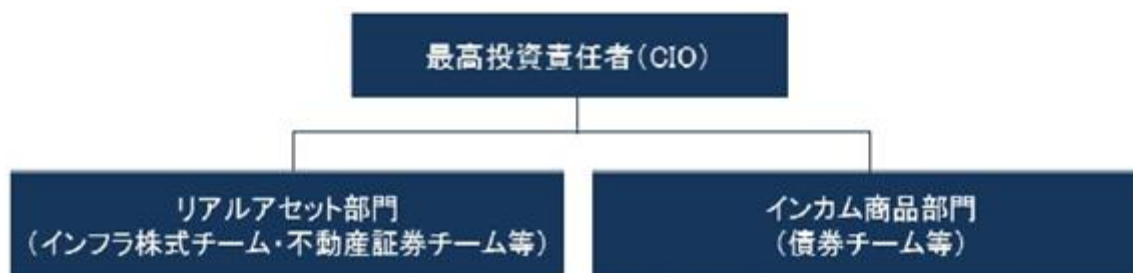 最高投資責任者(CIO)
リアルアセット部門
(インフラ株式チーム・不動産証券チーム等)
インカム商品部門
(債券チーム等)